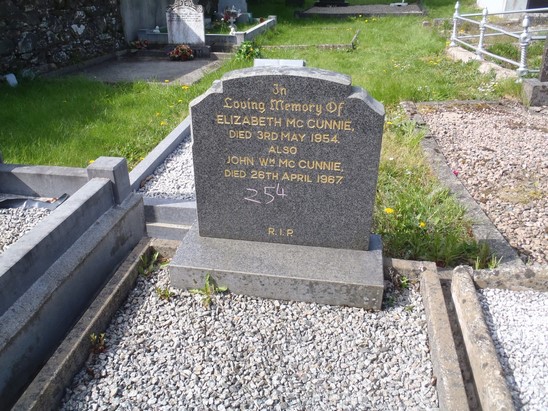 In
Loving Memory Of
ELIZABETH Mc CUNNIE,
DIED 3RD MAY 1954.
ALSO
JOHN Wm. Mc CUNNIE,
DIED 26TH APRIL 1967
254
R.I.P.